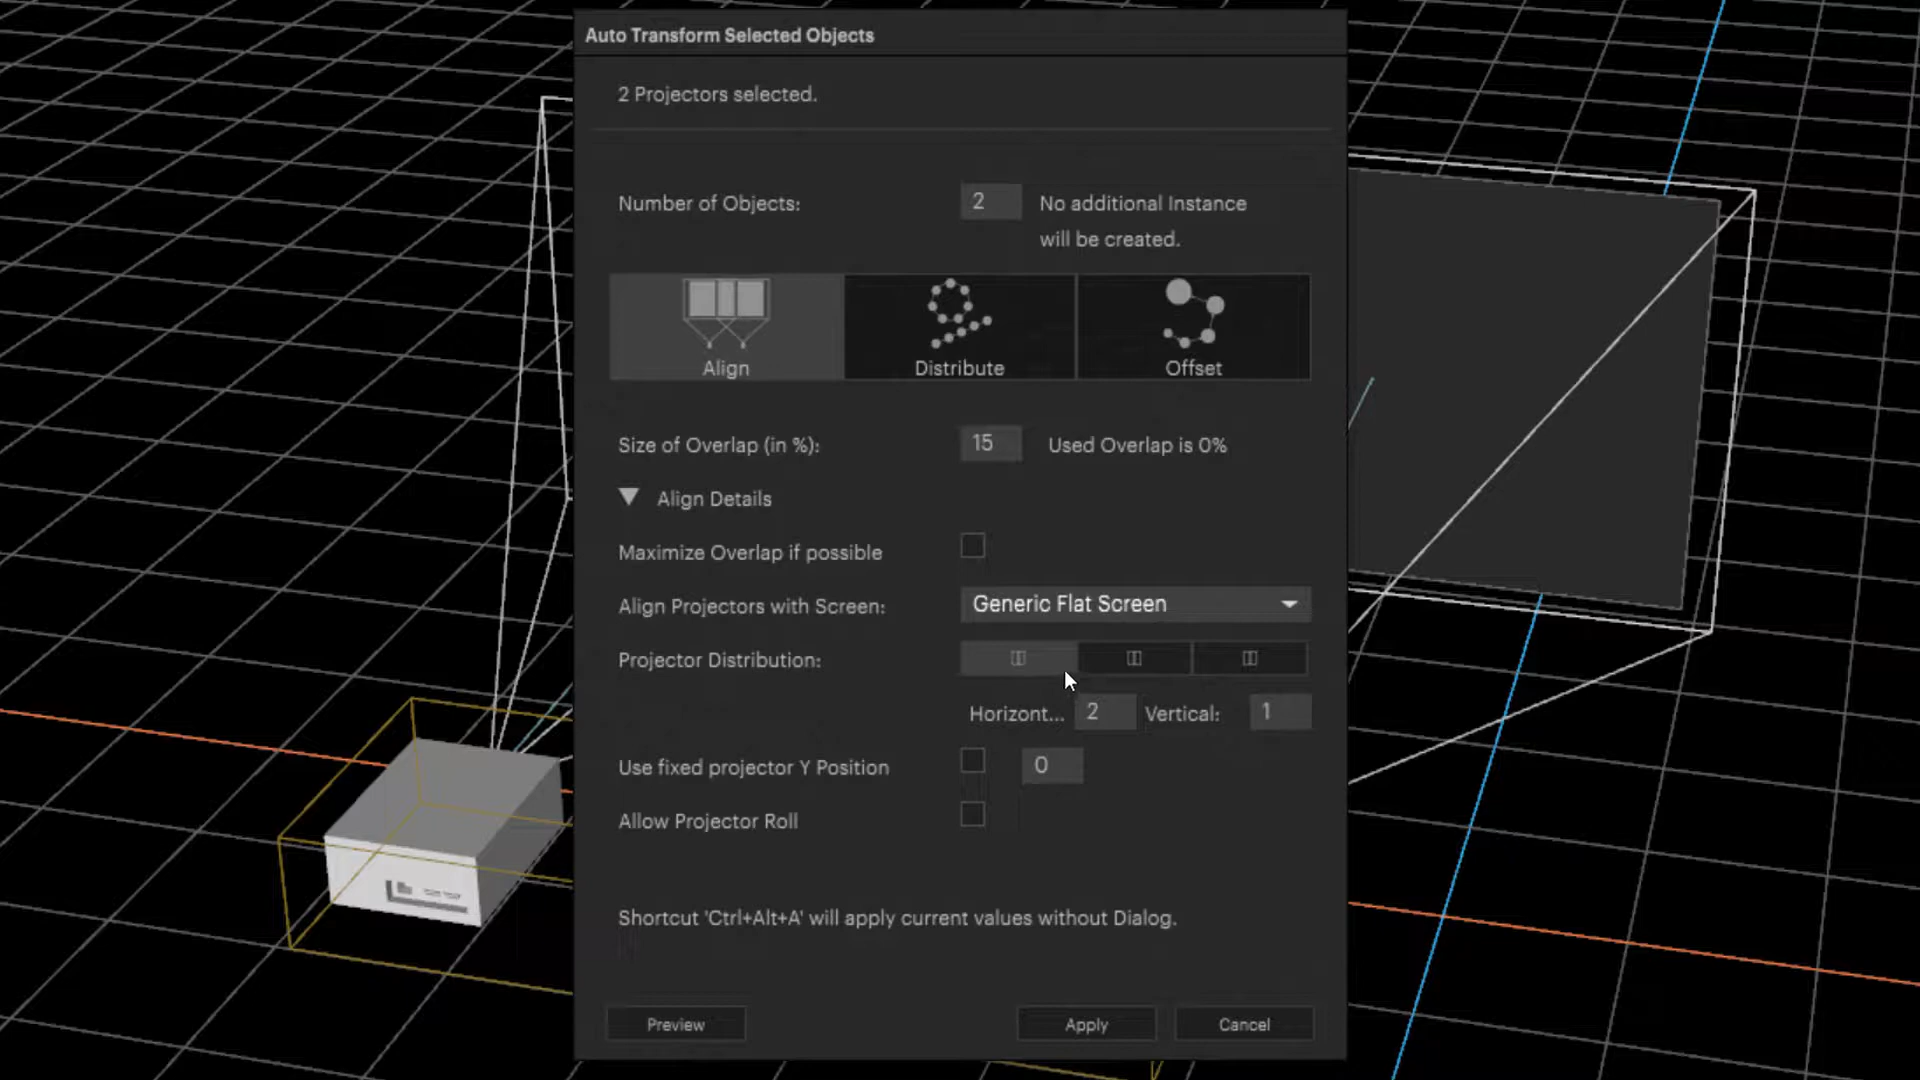 Auto Transform Selected Objects
2 Projectors selected.
Number of Objects: 2 No additional Instance
will be created.
Align Distribute Offset
Size of Overlap (in %): 15 Used Overlap is 0%
Align Details
Maximize Overlap if possible
Align Projectors with Screen: Generic Flat Screen
Projector Distribution:
Horizont... 2 Vertical: 1
Use fixed projector Y Position 0
Allow Projector Roll
Shortcut 'Ctrl+Alt+A' will apply current values without Dialog.
Preview Apply Cancel